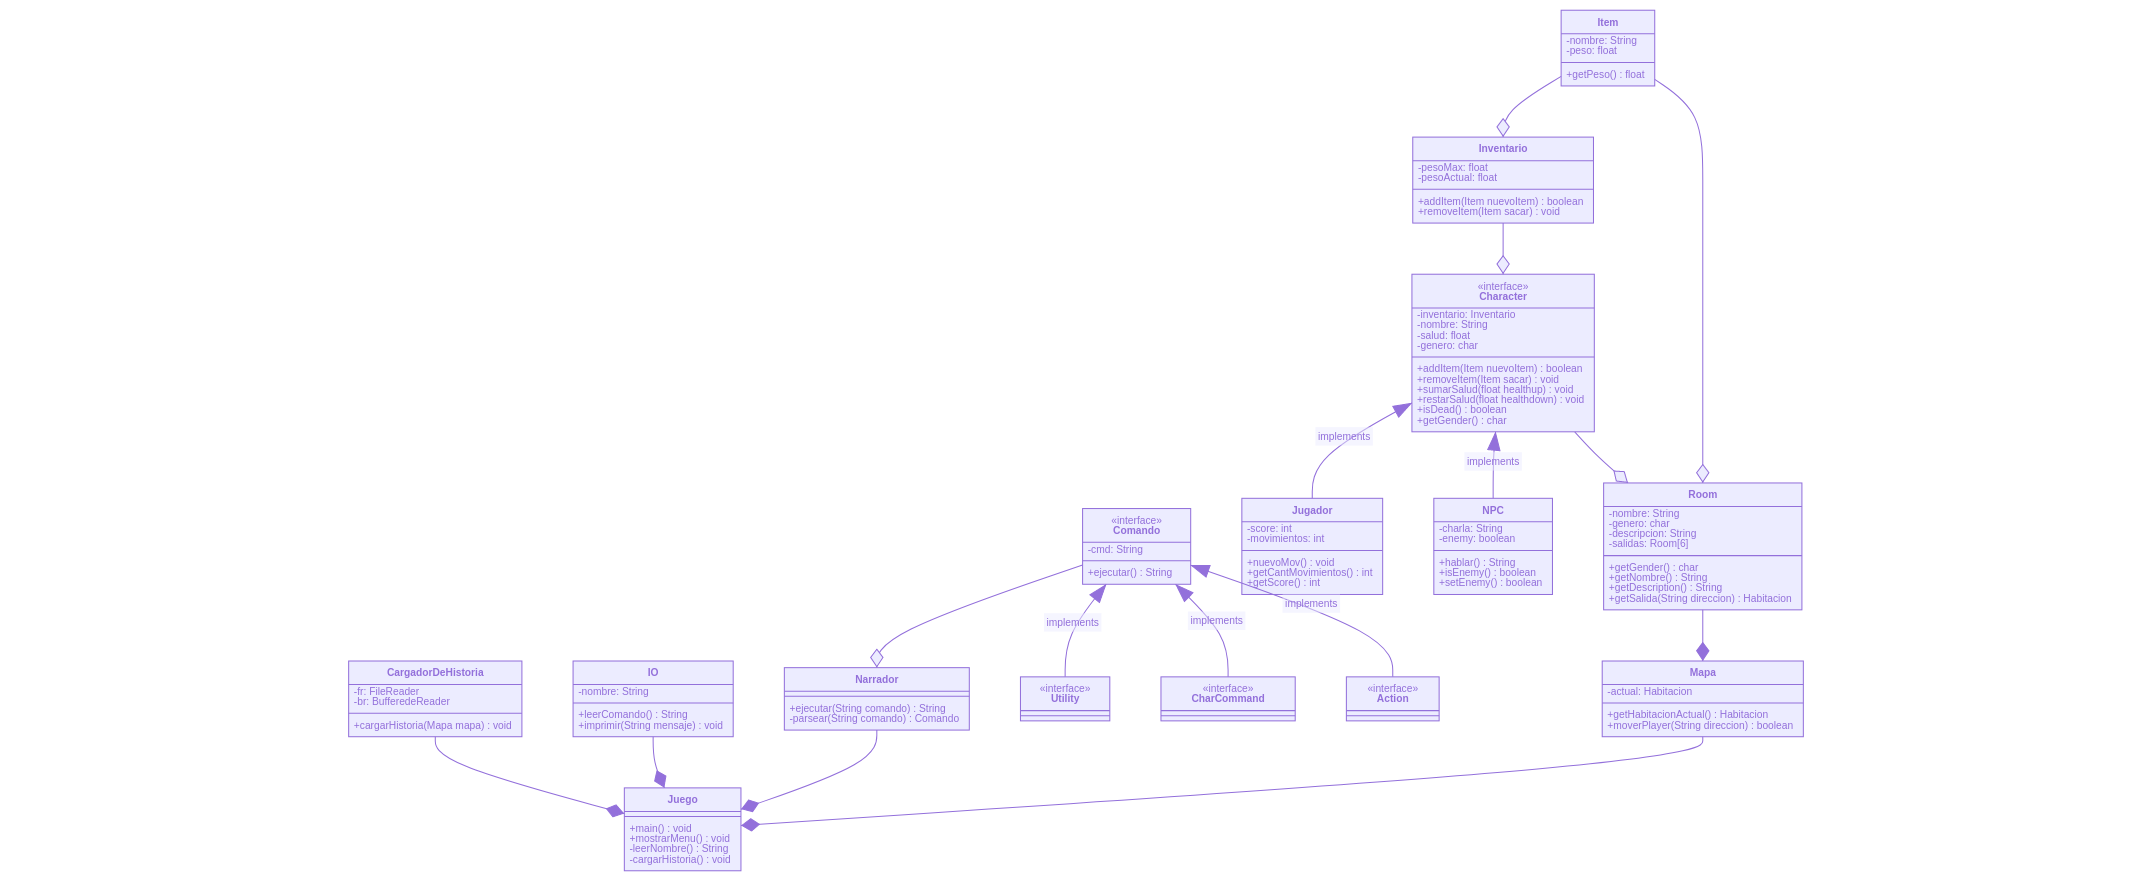 Item
-nombre: String
-peso: float
+getPeso() : float
Inventario
-pesoMax: float
-pesoActual: float
+addItem(Item nuevoItem) : boolean
+removeItem(Item sacar) : void
«interface»
Character
-inventario: Inventario
-nombre: String
-salud: float
-genero: char
+addItem(Item nuevoItem) : boolean
+removeItem(Item sacar) : void
+sumarSalud(float healthup) : void
+restarSalud(float healthdown) : void
+isDead() : boolean
+getGender() : char
implements
implements
«interface»
Comando
-cmd: String
+ejecutar() : String
Jugador
-score: int
-movimientos: int
+nuevoMov() : void
+getCantMovimientos() : int
+getScore() : int
NPC
-charla: String
-enemy: boolean
+hablar() : String
+isEnemy() : boolean
+setEnemy() : boolean
Room
-nombre: String
-genero: char
-descripcion: String
-salidas: Room[6]
+getGender() : char
+getNombre() : String
+getDescription() : String
+getSalida(String direccion) : Habitacion
implements
implements
implements
CargadorDeHistoria
-fr: FileReader
-br: BufferedeReader
+cargarHistoria(Mapa mapa) : void
IO
-nombre: String
+leerComando() : String
+imprimir(String mensaje) : void
Narrador
+ejecutar(String comando) : String
-parsear(String comando) : Comando
«interface»
Utility
«interface»
CharCommand
«interface»
Action
Mapa
-actual: Habitacion
+getHabitacionActual() : Habitacion
+moverPlayer(String direccion) : boolean
Juego
+main() : void
+mostrarMenu() : void
-leerNombre() : String
-cargarHistoria() : void